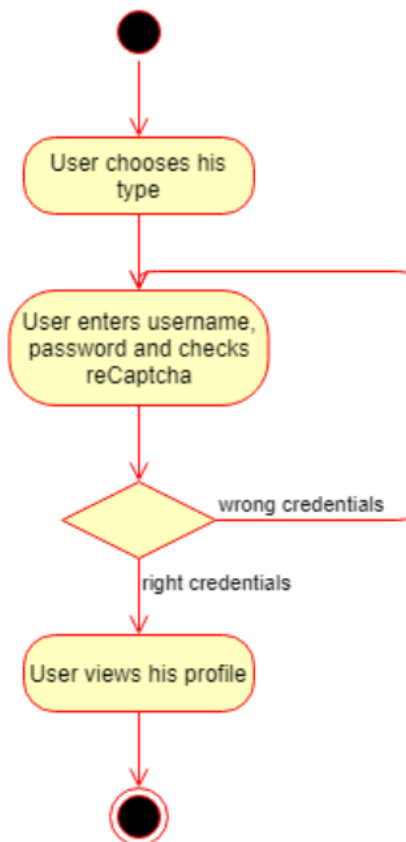 User chooses his
type
User enters username,
password and checks
reCaptcha
wrong credentials
right credentials
User views his profile